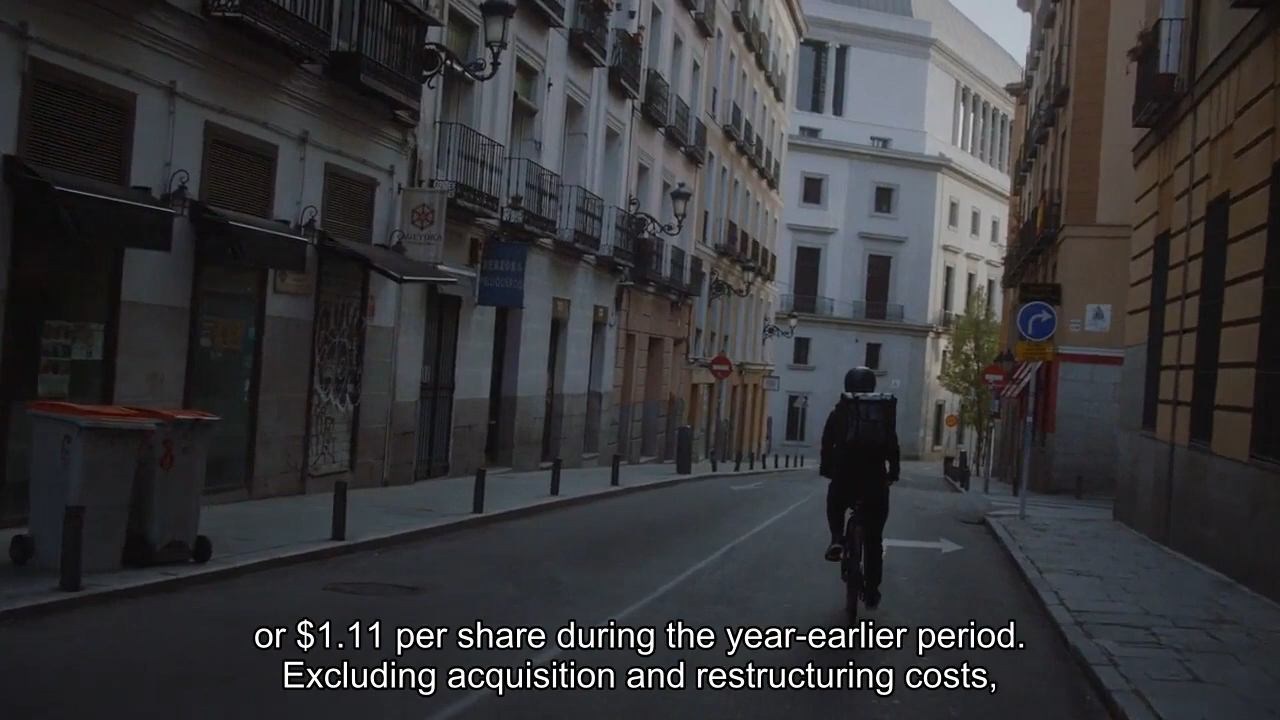 or $1.11 per share during the year-earlier period.
Excluding acquisition and restructuring costs,